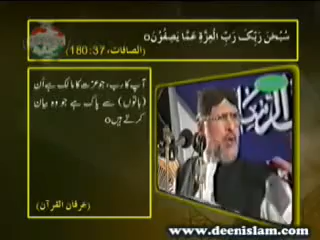 سُبْحٰنَ رَبِّکَ رَبِّ الْعِزَّةِ عَمَّا یَصِفُوْنَo
(الصافات، 180:37)
آپ کا رب، جو عزت کا مالک ہے اُن
(باتوں) سے پاک ہے جو وہ بیان
کرتے ہیںo
(عرفان القرآن)
www.deenislam.com